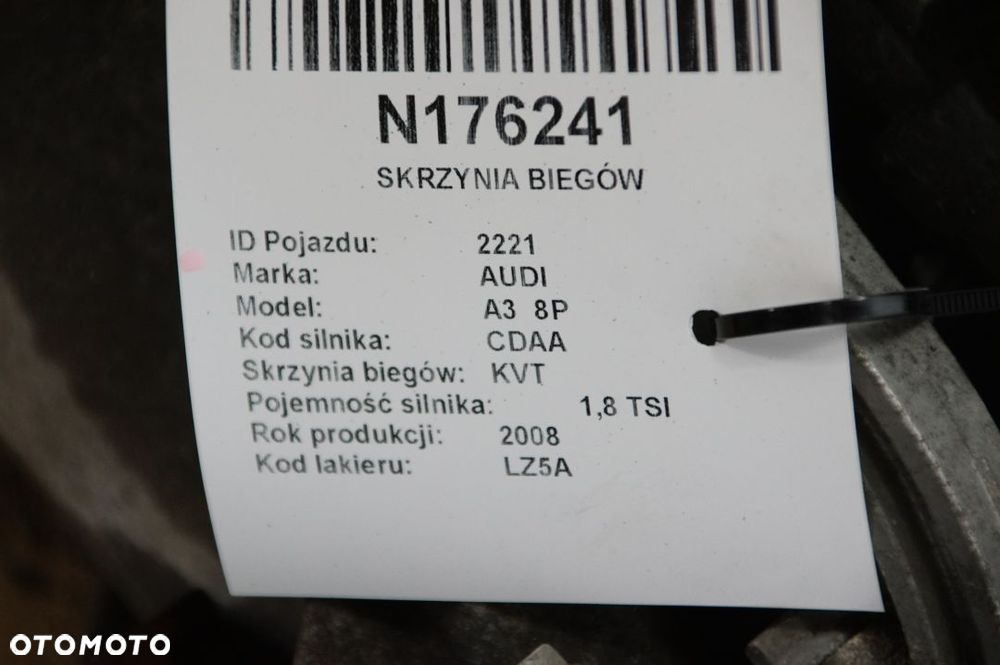 N176241
SKRZYNIA BIEGÓW
ID Pojazdu: 2221
Marka: AUDI
Model: A3 8P
Kod silnika: CDAA
Skrzynia biegów: KVT
Pojemność silnika: 1,8 TSI
Rok produkcji: 2008
Kod lakieru: LZ5A
OTOMOTO